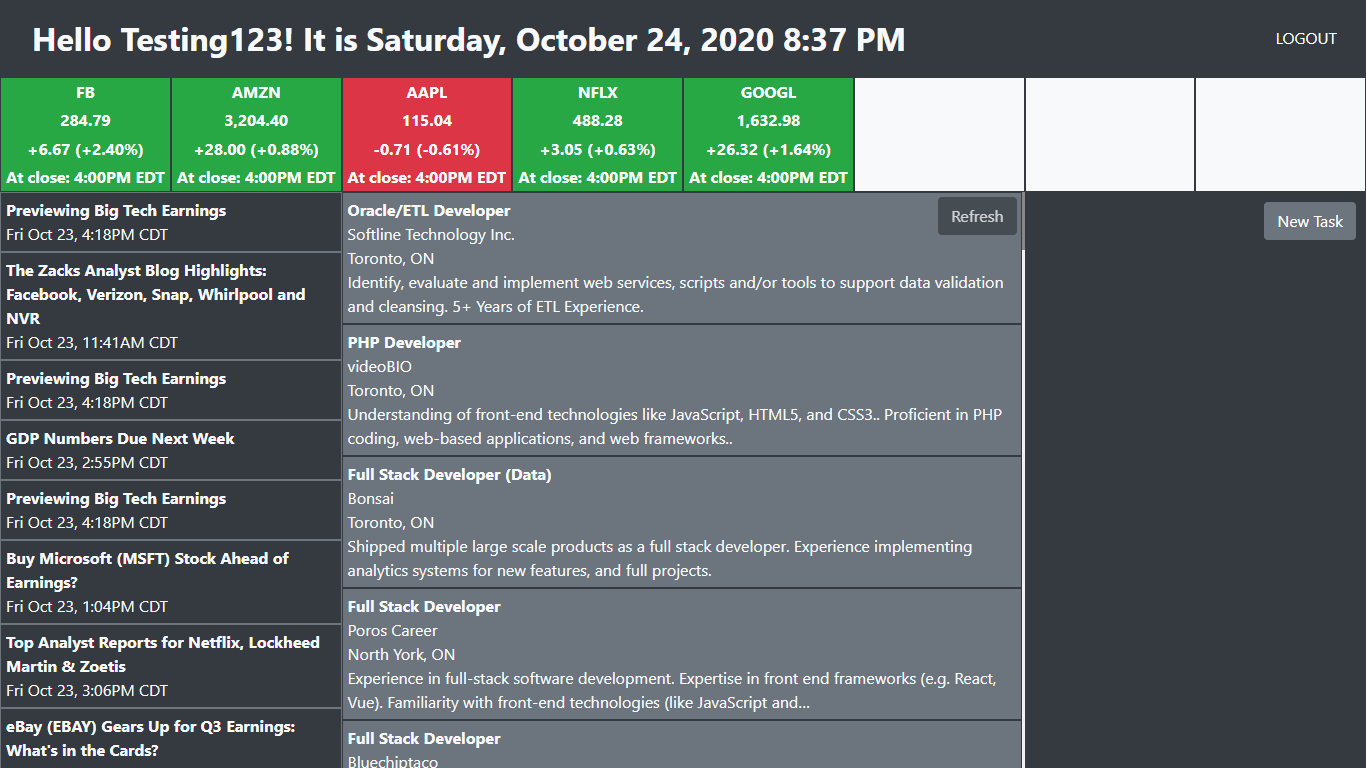 Hello Testing123! It is Saturday, October 24, 2020 8:37 PM
LOGOUT
FB
284.79
+6.67 (+2.40%)
At close: 4:00PM EDT
AMZN
3,204.40
+28.00 (+0.88%)
At close: 4:00PM EDT
AAPL
115.04
-0.71 (-0.61%)
At close: 4:00PM EDT
NFLX
488.28
+3.05 (+0.63%)
At close: 4:00PM EDT
GOOGL
1,632.98
+26.32 (+1.64%)
At close: 4:00PM EDT
Previewing Big Tech Earnings
Fri Oct 23, 4:18PM CDT
The Zacks Analyst Blog Highlights:
Facebook, Verizon, Snap, Whirlpool and
NVR
Fri Oct 23, 11:41AM CDT
Previewing Big Tech Earnings
Fri Oct 23, 4:18PM CDT
GDP Numbers Due Next Week
Fri Oct 23, 2:55PM CDT
Previewing Big Tech Earnings
Fri Oct 23, 4:18PM CDT
Buy Microsoft (MSFT) Stock Ahead of
Earnings?
Fri Oct 23, 1:04PM CDT
Top Analyst Reports for Netflix, Lockheed
Martin & Zoetis
Fri Oct 23, 3:06PM CDT
eBay (EBAY) Gears Up for Q3 Earnings:
What's in the Cards?
Oracle/ETL Developer
Refresh
Softline Technology Inc.
Toronto, ON
Identify, evaluate and implement web services, scripts and/or tools to support data validation
and cleansing. 5+ Years of ETL Experience.
PHP Developer
videoBIO
Toronto, ON
Understanding of front-end technologies like JavaScript, HTML5, and CSS3.. Proficient in PHP
coding, web-based applications, and web frameworks..
Full Stack Developer (Data)
Bonsai
Toronto, ON
Shipped multiple large scale products as a full stack developer. Experience implementing
analytics systems for new features, and full projects.
Full Stack Developer
Poros Career
North York, ON
Experience in full-stack software development. Expertise in front end frameworks (e.g. React,
Vue). Familiarity with front-end technologies (like JavaScript and...
Full Stack Developer
Bluechiptaco
New Task